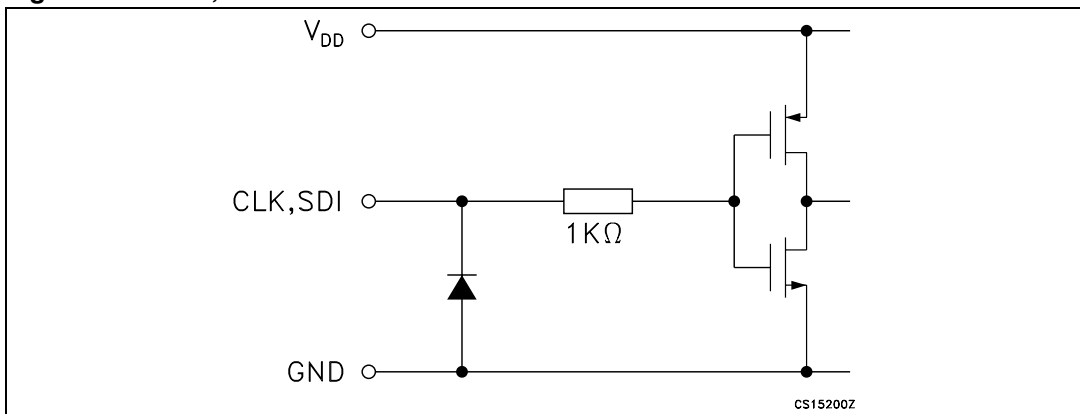 V_DD
CLK,SDI
1KΩ
GND
CS15200Z